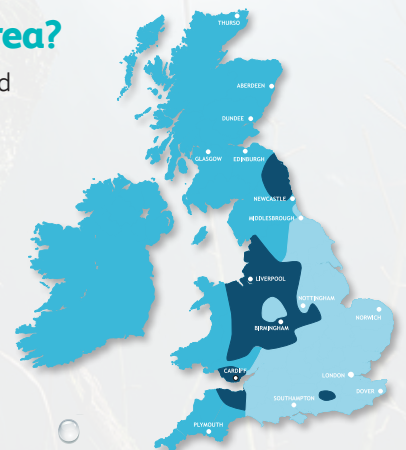 rea?
d
THURSO
ABERDEEN
DUNDEE
GLASGOW
EDINBURGH
NEWCASTLE
MIDDLESBROUGH
LIVERPOOL
NOTTINGHAM
BIRMINGHAM
NORWICH
CARDIFF
LONDON
DOVER
SOUTHAMPTON
PLYMOUTH